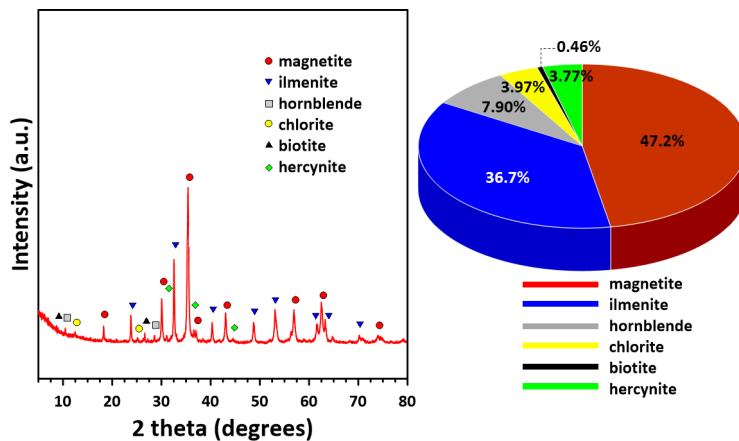 Intensity (a.u.)
magnetite
ilmenite
hornblende
chlorite
biotite
hercynite
10 20 30 40 50 60 70 80
2 theta (degrees)
0.46%
3.97% 3.77%
7.90%
47.2%
36.7%
magnetite
ilmenite
hornblende
chlorite
biotite
hercynite